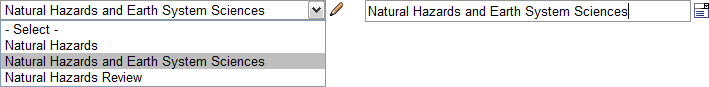 Natural Hazards and Earth System Sciences
Natural Hazards and Earth System Sciences
- Select -
Natural Hazards
Natural Hazards and Earth System Sciences
Natural Hazards Review